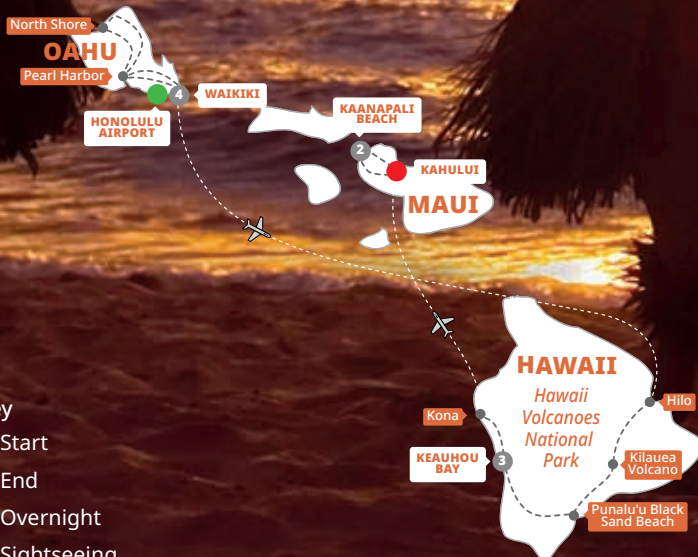 North Shore
OAHU
Pearl Harbor
4
WAIKIKI
HONOLULU
AIRPORT
KAANAPALI
BEACH
2
KAHULUI
MAUI
HAWAII
Hawaii
Volcanoes
National
Park
Kona
Hilo
KEAUHOU
BAY
3
Kilauea
Volcano
Punalu'u Black
Sand Beach
y
Start
End
Overnight
Sightseeing